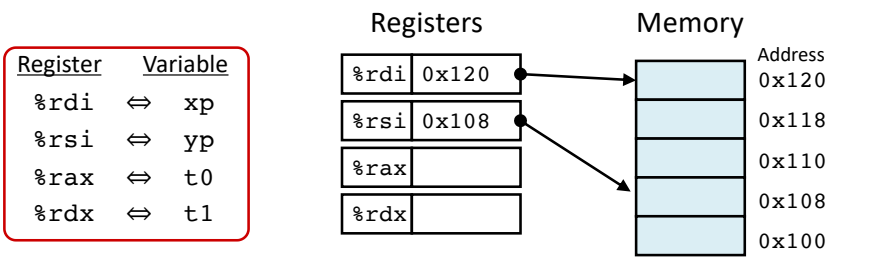 Registers
Memory
Register Variable
%rdi ⇔ xp
%rsi ⇔ yp
%rax ⇔ t0
%rdx ⇔ t1
%rdi 0x120
%rsi 0x108
%rax
%rdx
Address
0x120
0x118
0x110
0x108
0x100